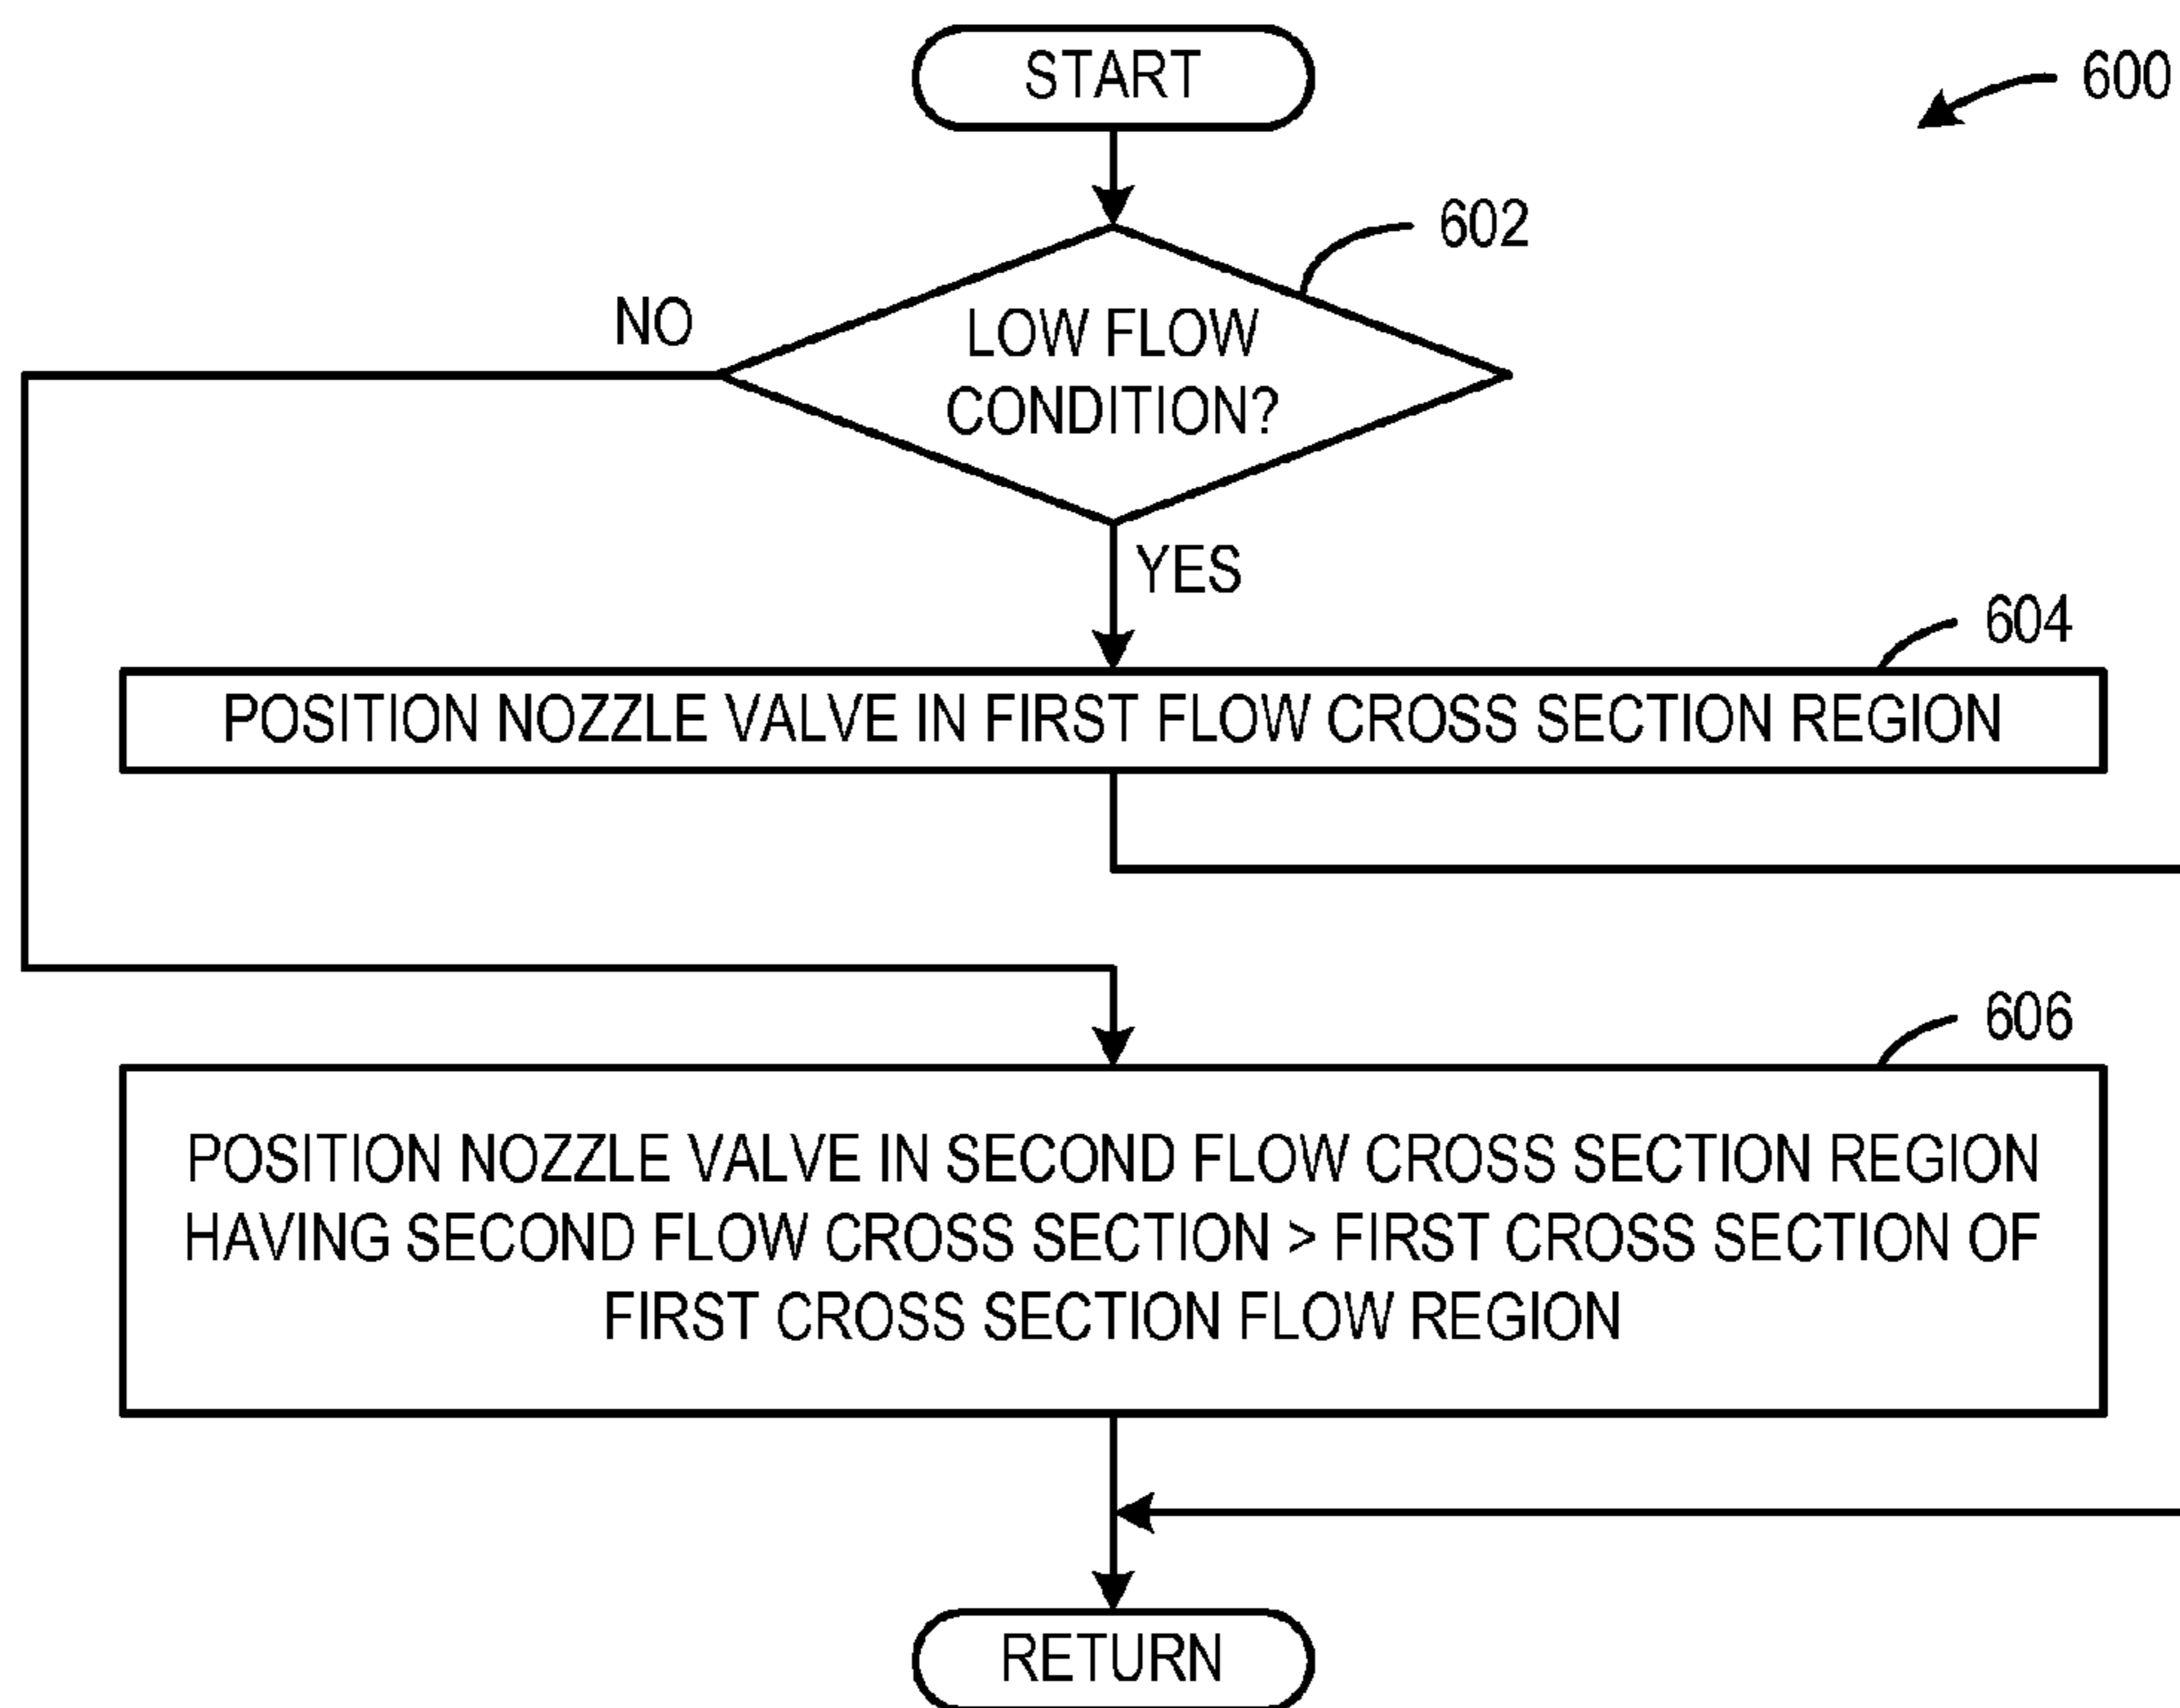 START
600
602
LOW FLOW
CONDITION?
NO
YES
604
POSITION NOZZLE VALVE IN FIRST FLOW CROSS SECTION REGION
606
POSITION NOZZLE VALVE IN SECOND FLOW CROSS SECTION REGION
HAVING SECOND FLOW CROSS SECTION > FIRST CROSS SECTION OF
FIRST CROSS SECTION FLOW REGION
RETURN